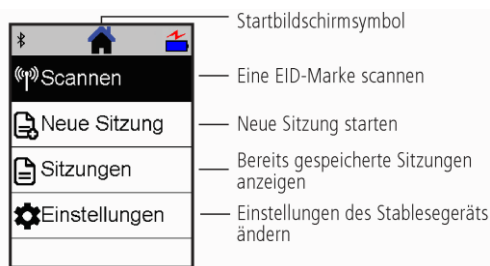 Startbildschirmsymbol
Scannen
Eine EID-Marke scannen
Neue Sitzung
Neue Sitzung starten
Sitzungen
Bereits gespeicherte Sitzungen
anzeigen
Einstellungen
Einstellungen des Stablesegeräts
ändern